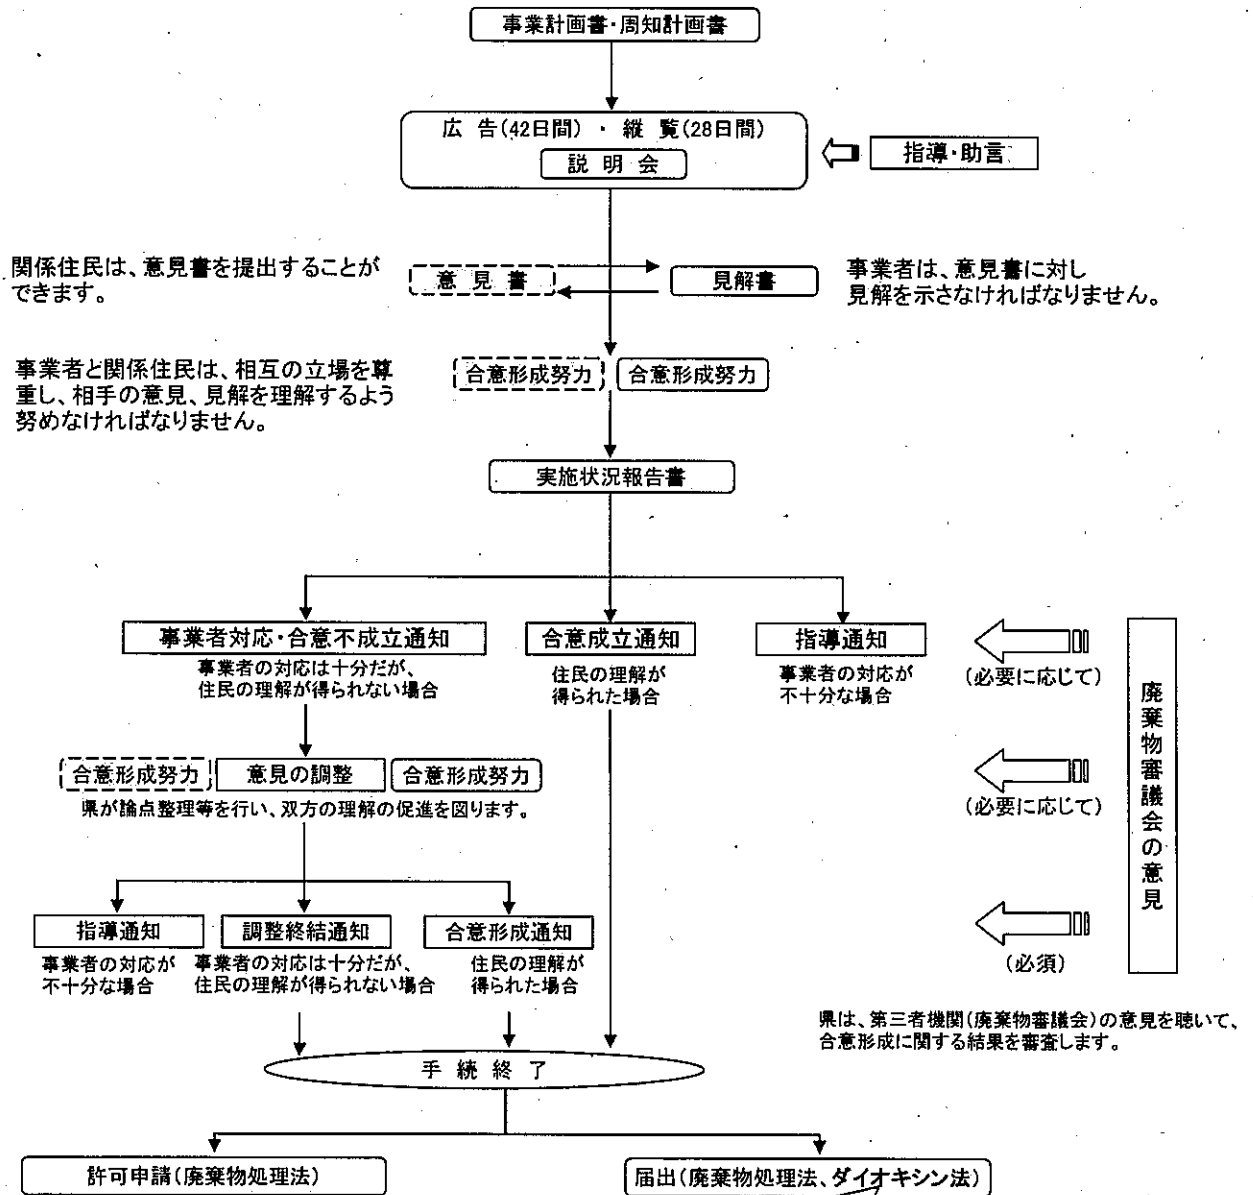 事業計画書・周知計画書
広 告(42日間) ・ 縦 覧(28日間)
説 明 会
指導・助言
関係住民は、意見書を提出することが
できます。
意 見 書
見解書
事業者は、意見書に対し
見解を示さなければなりません。
事業者と関係住民は、相互の立場を尊
重し、相手の意見、見解を理解するよう
努めなければなりません。
合意形成努力
合意形成努力
実施状況報告書
事業者対応・合意不成立通知
事業者の対応は十分だが、
住民の理解が得られない場合
合意成立通知
住民の理解が
得られた場合
指導通知
事業者の対応が
不十分な場合
(必要に応じて)
合意形成努力
意見の調整
合意形成努力
県が論点整理等を行い、双方の理解の促進を図ります。
(必要に応じて)
廃棄物審議会の意見
指導通知
事業者の対応が
不十分な場合
調整終結通知
事業者の対応は十分だが、
住民の理解が得られない場合
合意形成通知
住民の理解が
得られた場合
(必須)
県は、第三者機関(廃棄物審議会)の意見を聴いて、
合意形成に関する結果を審査します。
手 続 終 了
許可申請(廃棄物処理法)
届出(廃棄物処理法、ダイオキシン法)